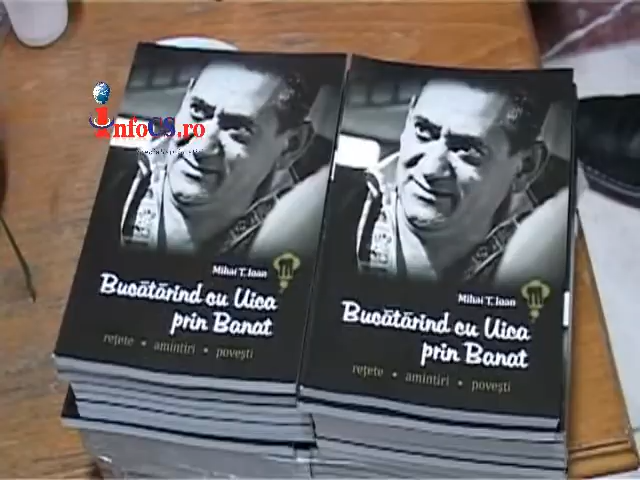 InfoCS.ro
Mihai T. Ioan
Bucătărind cu Uica
prin Banat
rețete • amintiri • povești
Mihai T. Ioan
Bucătărind cu Uica
prin Banat
rețete • amintiri • povești